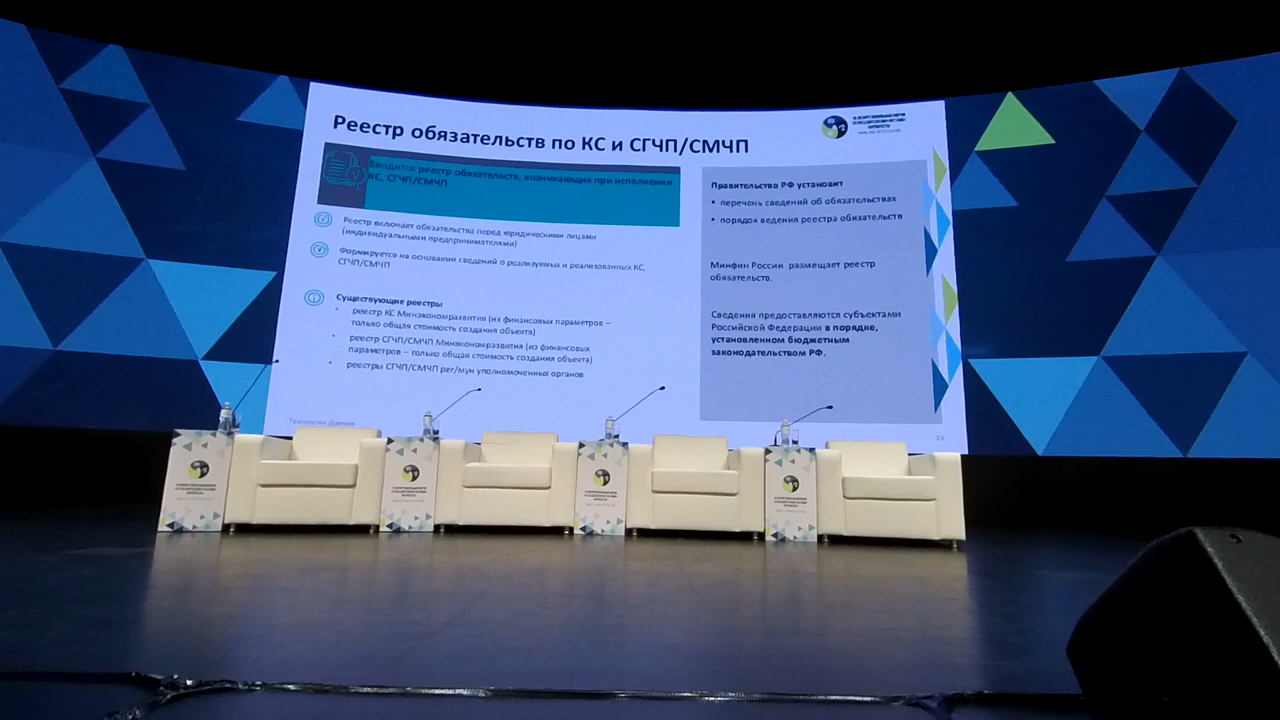 Реестр обязательств по КС и СГЧП/СМЧП
Вводится реестр обязательств, возникающих при исполнении
КС, СГЧП/СМЧП
Реестр включает обязательства перед юридическими лицами
(индивидуальными предпринимателями)
Формируется на основании сведений о реализуемых и реализованных КС,
СГЧП/СМЧП
Существующие реестры
• реестр КС Минэкономразвития (из финансовых параметров –
только общая стоимость создания объекта)
• реестр СГЧП/СМЧП Минэкономразвития (из финансовых
параметров – только общая стоимость создания объекта)
• реестры СГЧП/СМЧП рег/мун уполномоченных органов
Правительство РФ установит
• перечень сведений об обязательствах
• порядок ведения реестра обязательств
Минфин России размещает реестр
обязательств.
Сведения предоставляются субъектами
Российской Федерации в порядке,
установленном бюджетным
законодательством РФ.